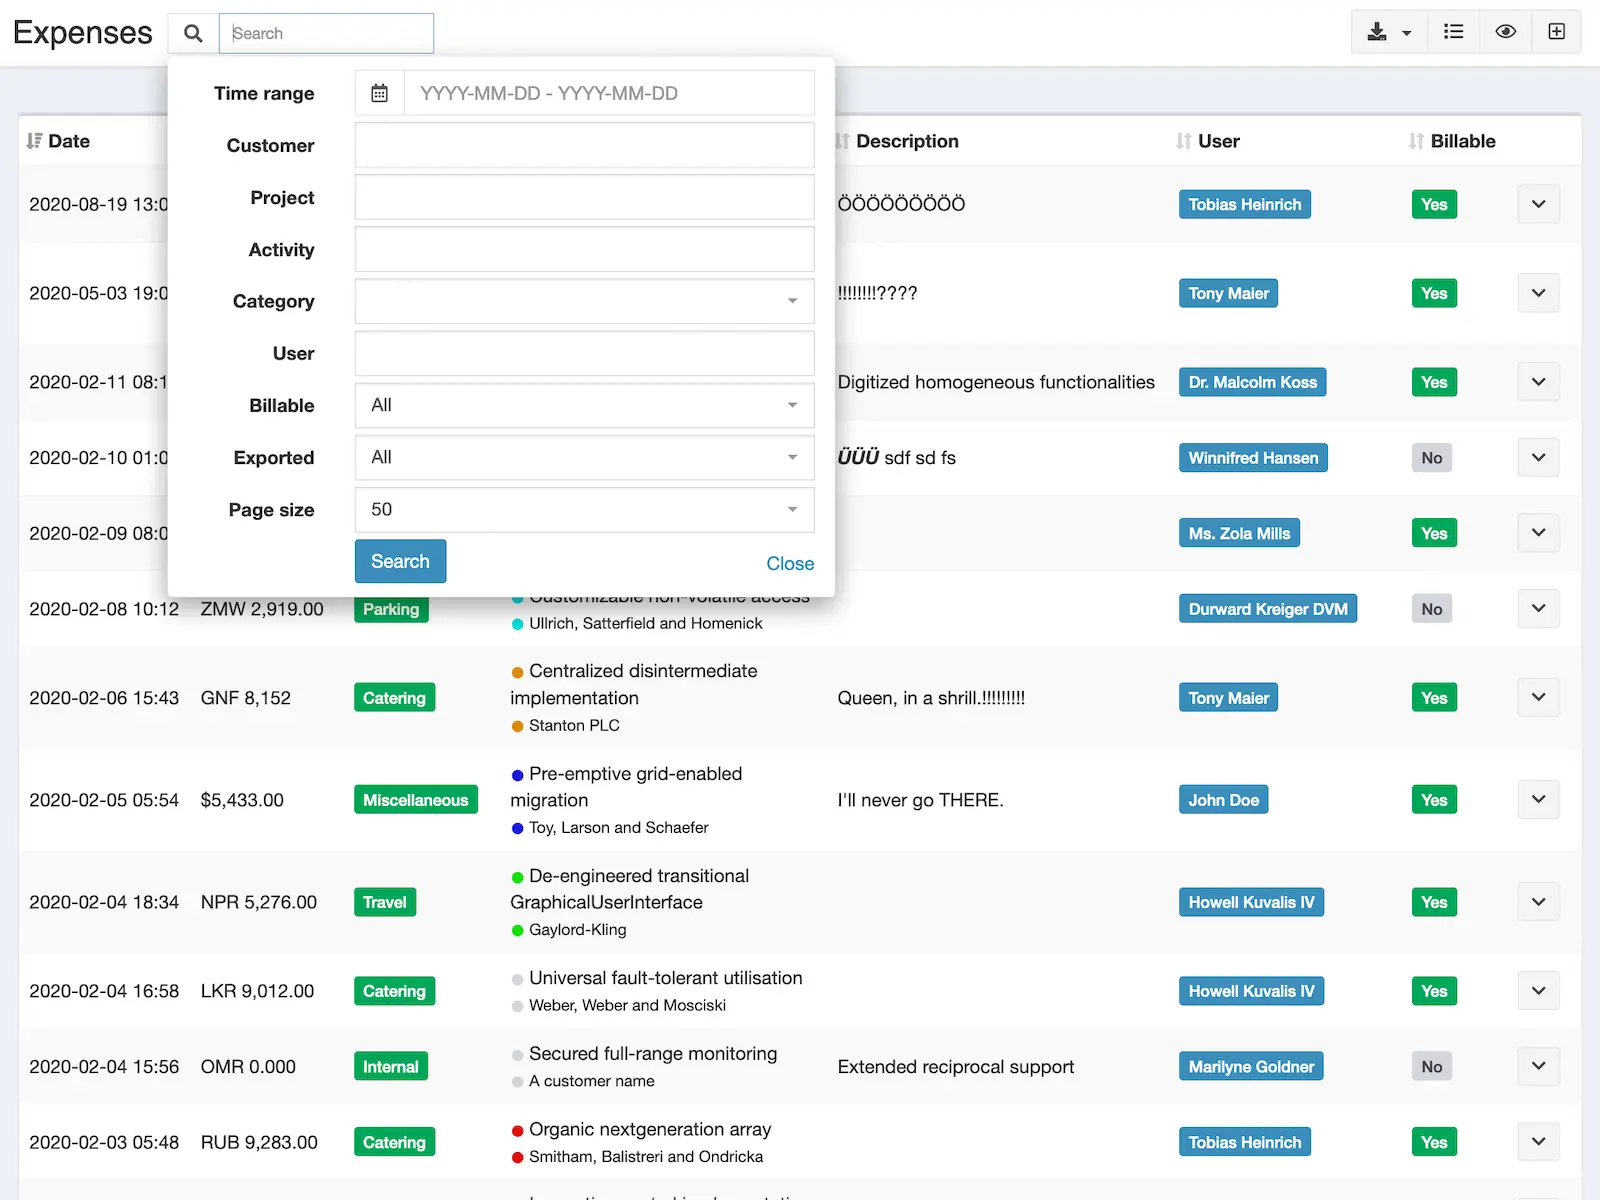 Expenses
Search
Time range
YYYY-MM-DD - YYYY-MM-DD
Customer
Project
Activity
Category
User
Billable
All
Exported
All
Page size
50
Search
Close
Date
Description
User
Billable
2020-08-19 13:0
ÖÖÖÖÖÖÖÖÖ
Tobias Heinrich
Yes
2020-05-03 19:0
!!!!!!!!????
Tony Maier
Yes
2020-02-11 08:1
Digitized homogeneous functionalities
Dr. Malcolm Koss
Yes
2020-02-10 01:0
ÜÜÜ sdf sd fs
Winnifred Hansen
No
2020-02-09 08:0
Ms. Zola Mills
Yes
2020-02-08 10:12
ZMW 2,919.00
Parking
Customizable non-volatile access
Ullrich, Satterfield and Homenick
Durward Kreiger DVM
No
2020-02-06 15:43
GNF 8,152
Catering
Centralized disintermediate
implementation
Stanton PLC
Queen, in a shrill.!!!!!!!!!
Tony Maier
Yes
2020-02-05 05:54
$5,433.00
Miscellaneous
Pre-emptive grid-enabled
migration
Toy, Larson and Schaefer
I'll never go THERE.
John Doe
Yes
2020-02-04 18:34
NPR 5,276.00
Travel
De-engineered transitional
GraphicalUserInterface
Gaylord-Kling
Howell Kuvalis IV
Yes
2020-02-04 16:58
LKR 9,012.00
Catering
Universal fault-tolerant utilisation
Weber, Weber and Mosciski
Howell Kuvalis IV
Yes
2020-02-04 15:56
OMR 0.000
Internal
Secured full-range monitoring
A customer name
Extended reciprocal support
Marilyne Goldner
No
2020-02-03 05:48
RUB 9,283.00
Catering
Organic nextgeneration array
Smitham, Balistreri and Ondricka
Tobias Heinrich
Yes